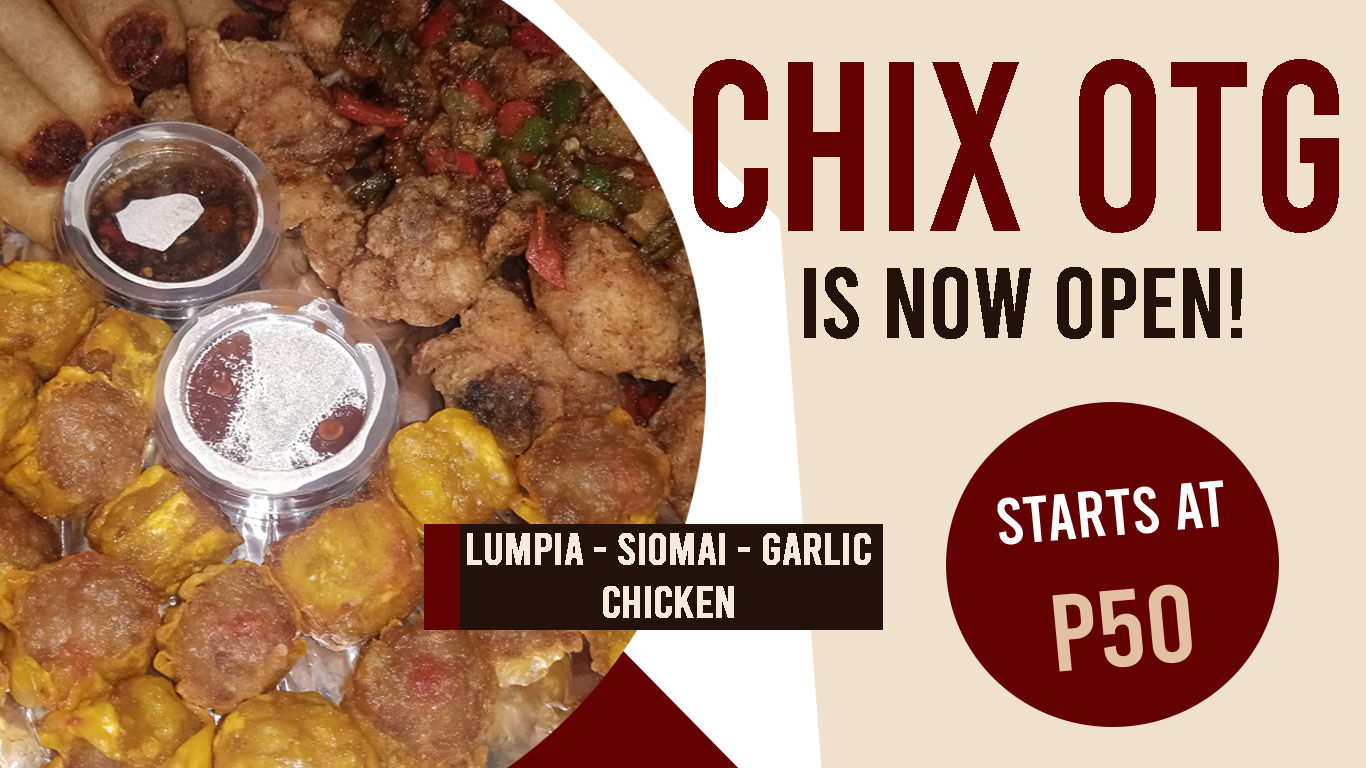 CHIX OTG
IS NOW OPEN!
LUMPIA - SIOMAI - GARLIC
CHICKEN
STARTS AT
P50